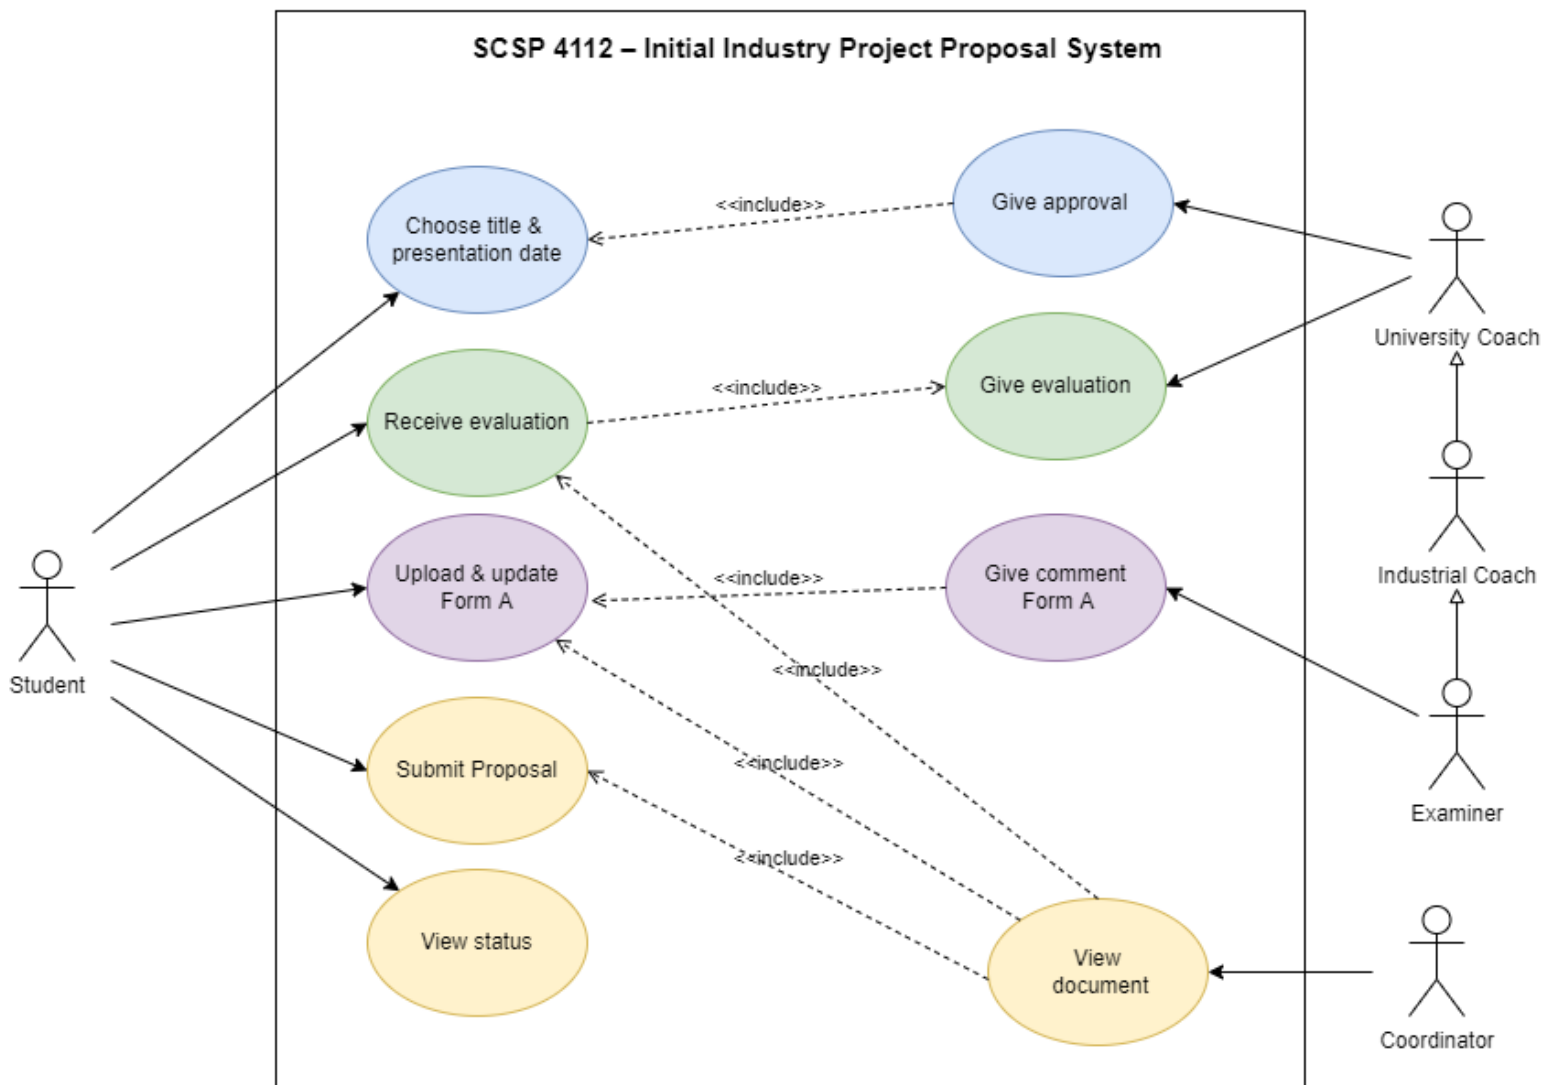 SCSP 4112 – Initial Industry Project Proposal System
Choose title &
presentation date
<<include>>
Give approval
University Coach
Receive evaluation
<<include>>
Give evaluation
Industrial Coach
Student
Upload & update
Form A
<<include>>
Give comment
Form A
<<include>>
Examiner
Submit Proposal
<<include>>
<<include>>
View status
View
document
Coordinator